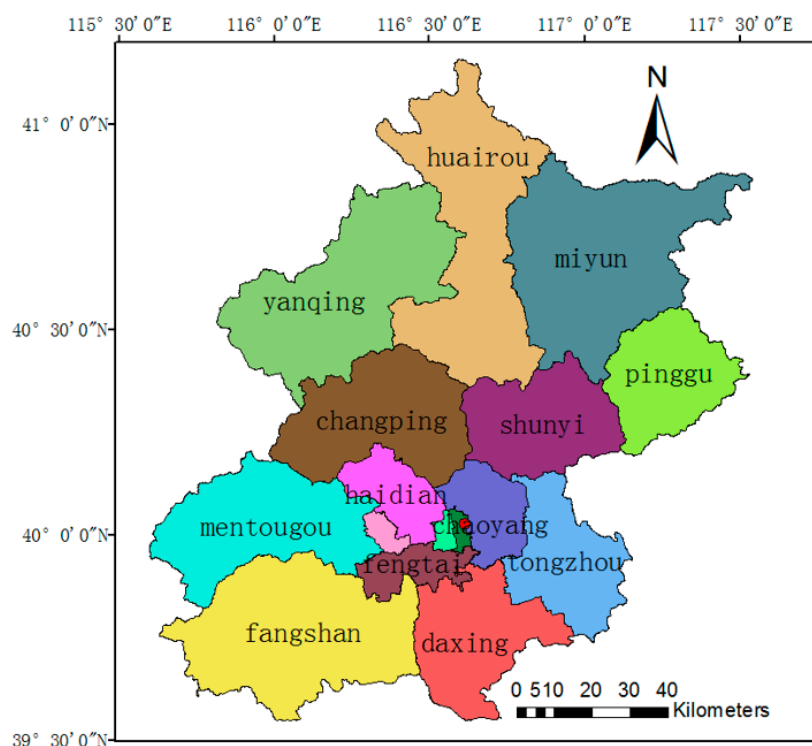 115° 30′0″E 116° 0′0″E 116° 30′0″E 117° 0′0″E 117° 30′0″E
N
41° 0′0″N
huairou
miyun
yanqing
40° 30′0″N
pinggu
changping
shunyi
haidian
40° 0′0″N
mentougou
chaoyang
fengtai
tongzhou
fangshan
daxing
0 5 10 20 30 40
Kilometers
39° 30′0″N